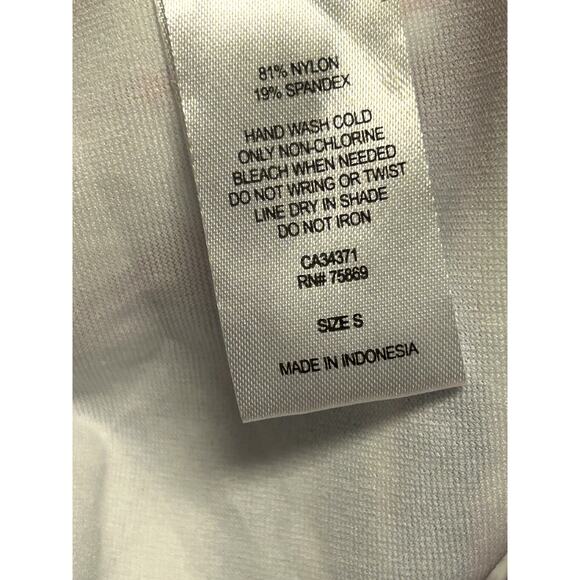 81% NYLON
19% SPANDEX
HAND WASH COLD
ONLY NON-CHLORINE
BLEACH WHEN NEEDED
DO NOT WRING OR TWIST
LINE DRY IN SHADE
DO NOT IRON
CA34371
RN# 75869
SIZE S
MADE IN INDONESIA